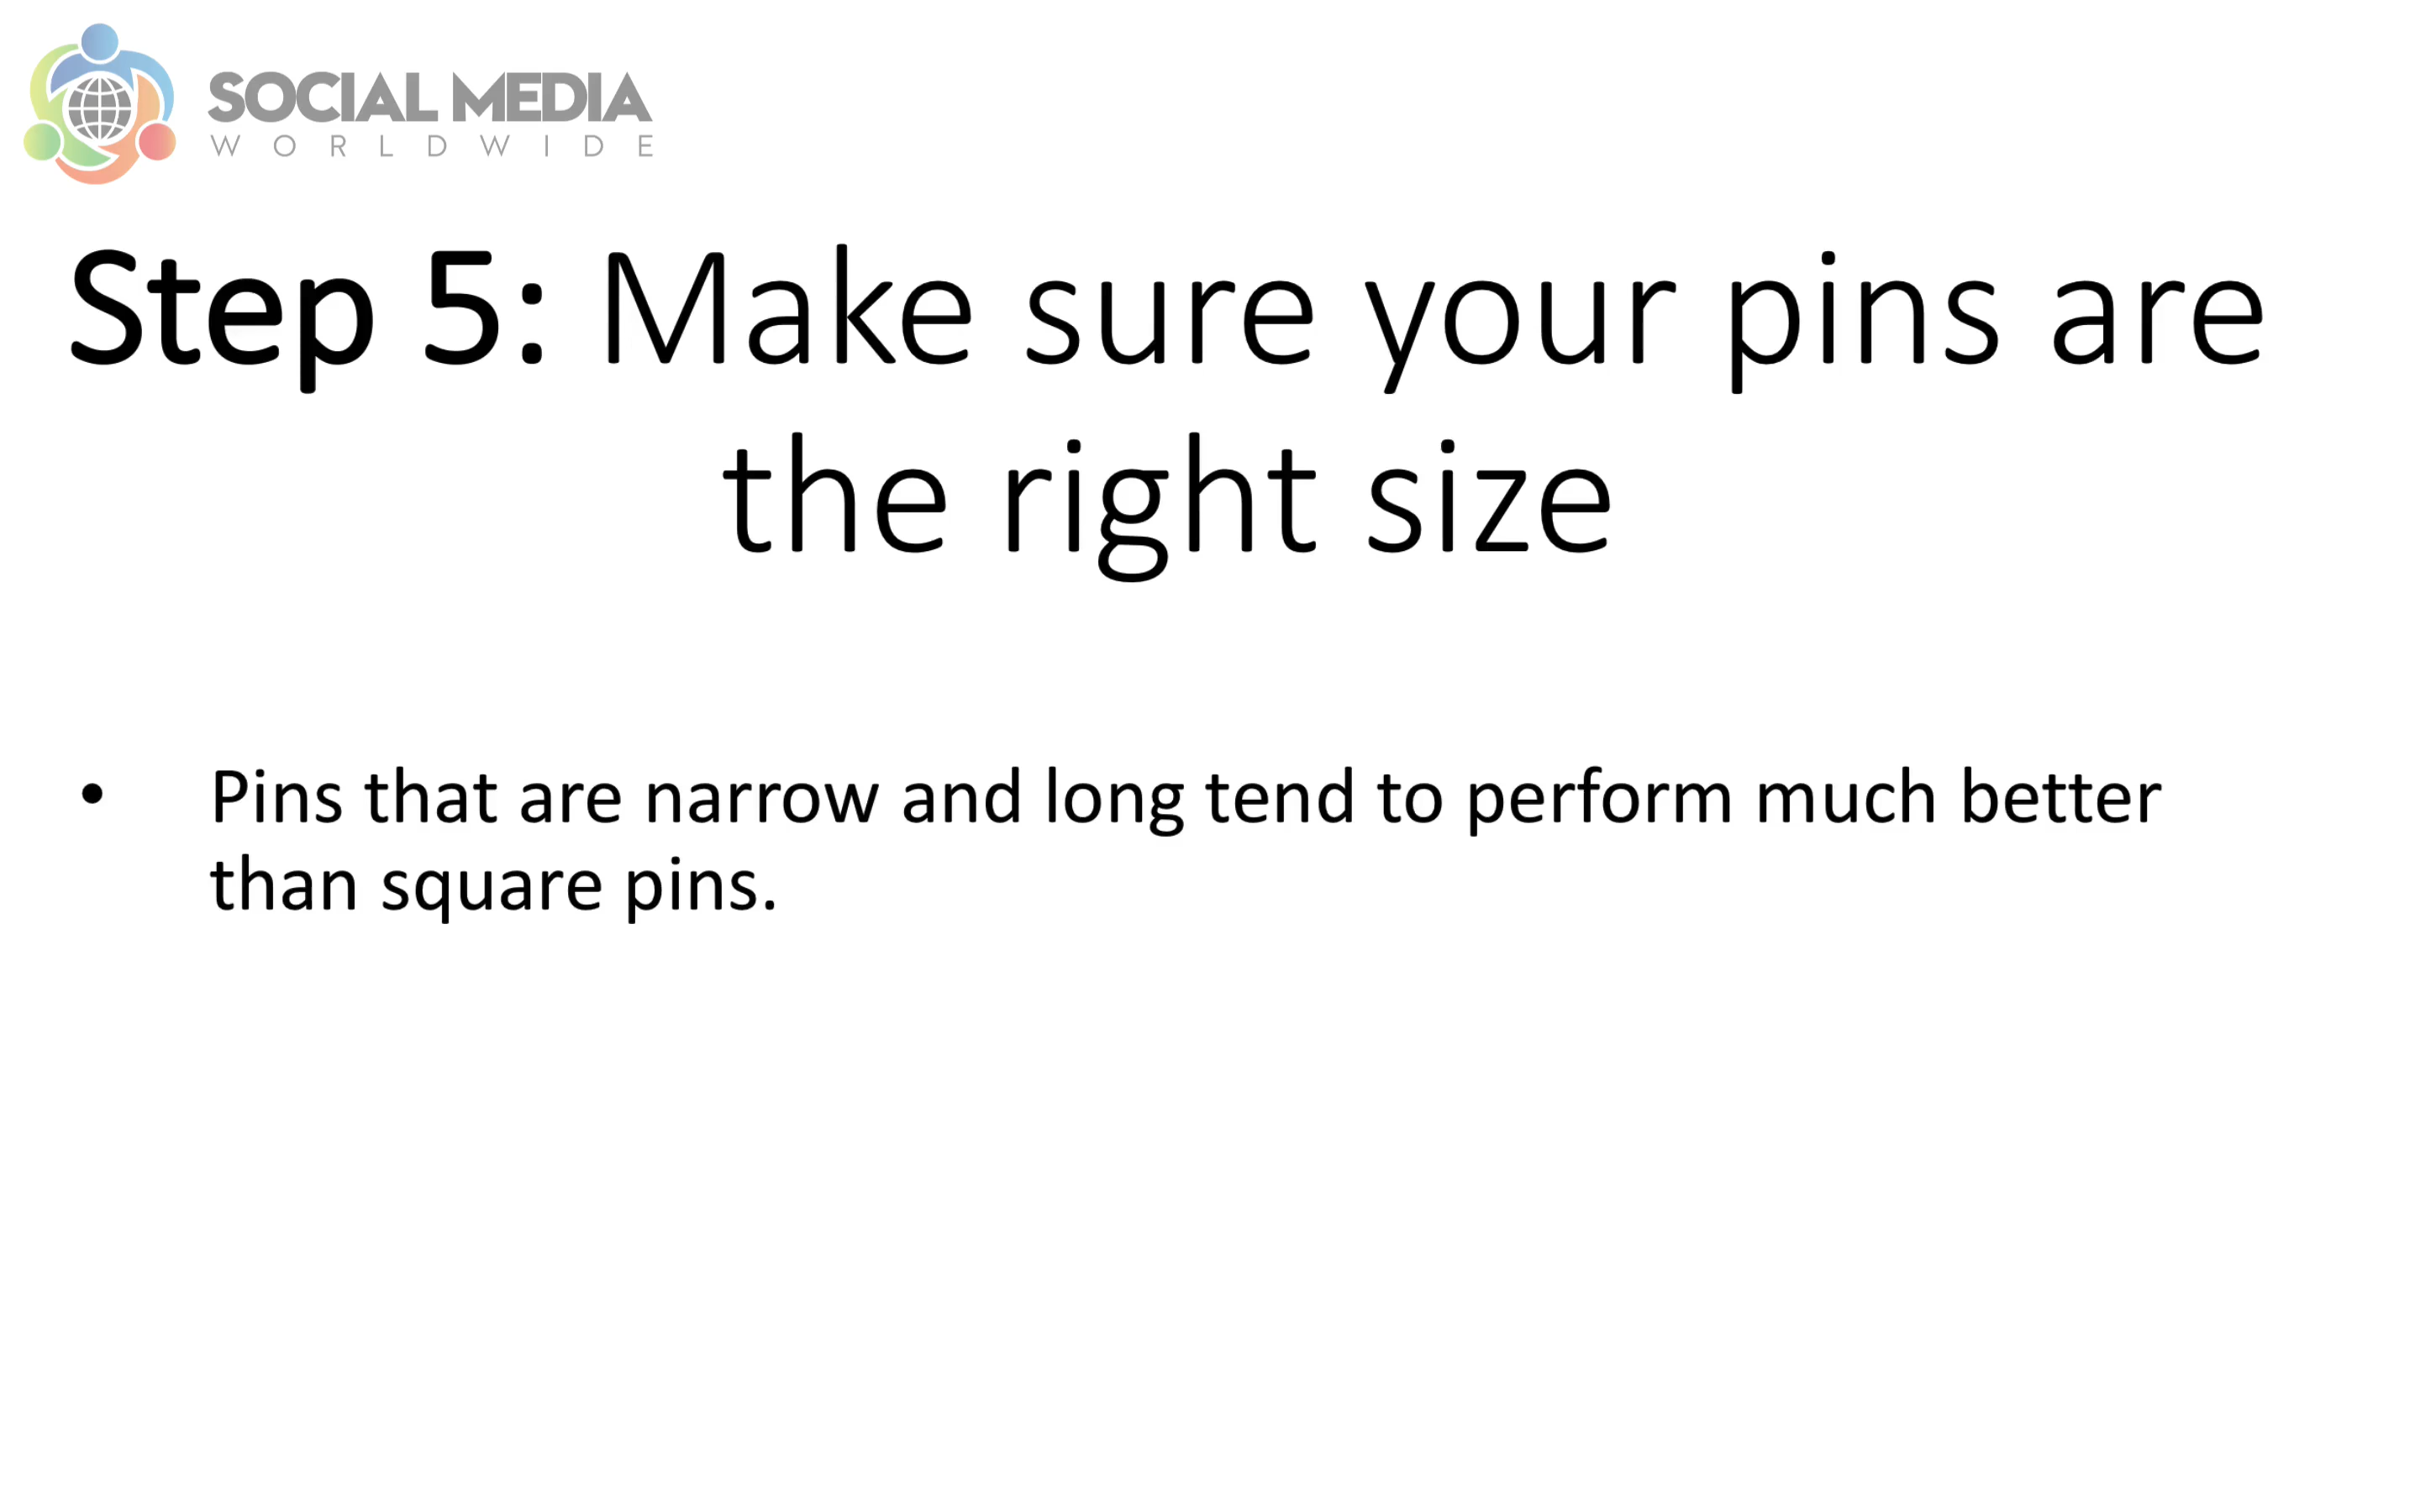 SOCIAL MEDIA
WORLDWIDE
Step 5: Make sure your pins are
the right size
• Pins that are narrow and long tend to perform much better
than square pins.